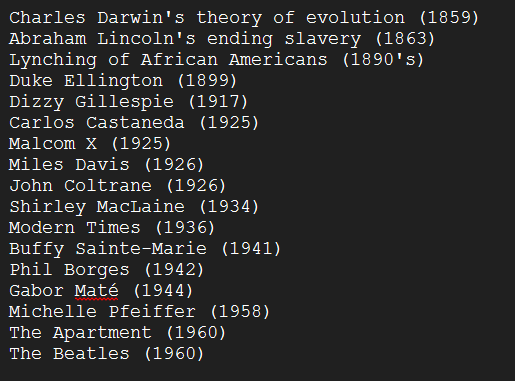 Charles Darwin's theory of evolution (1859)
Abraham Lincoln's ending slavery (1863)
Lynching of African Americans (1890's)
Duke Ellington (1899)
Dizzy Gillespie (1917)
Carlos Castaneda (1925)
Malcom X (1925)
Miles Davis (1926)
John Coltrane (1926)
Shirley MacLaine (1934)
Modern Times (1936)
Buffy Sainte-Marie (1941)
Phil Borges (1942)
Gabor Maté (1944)
Michelle Pfeiffer (1958)
The Apartment (1960)
The Beatles (1960)